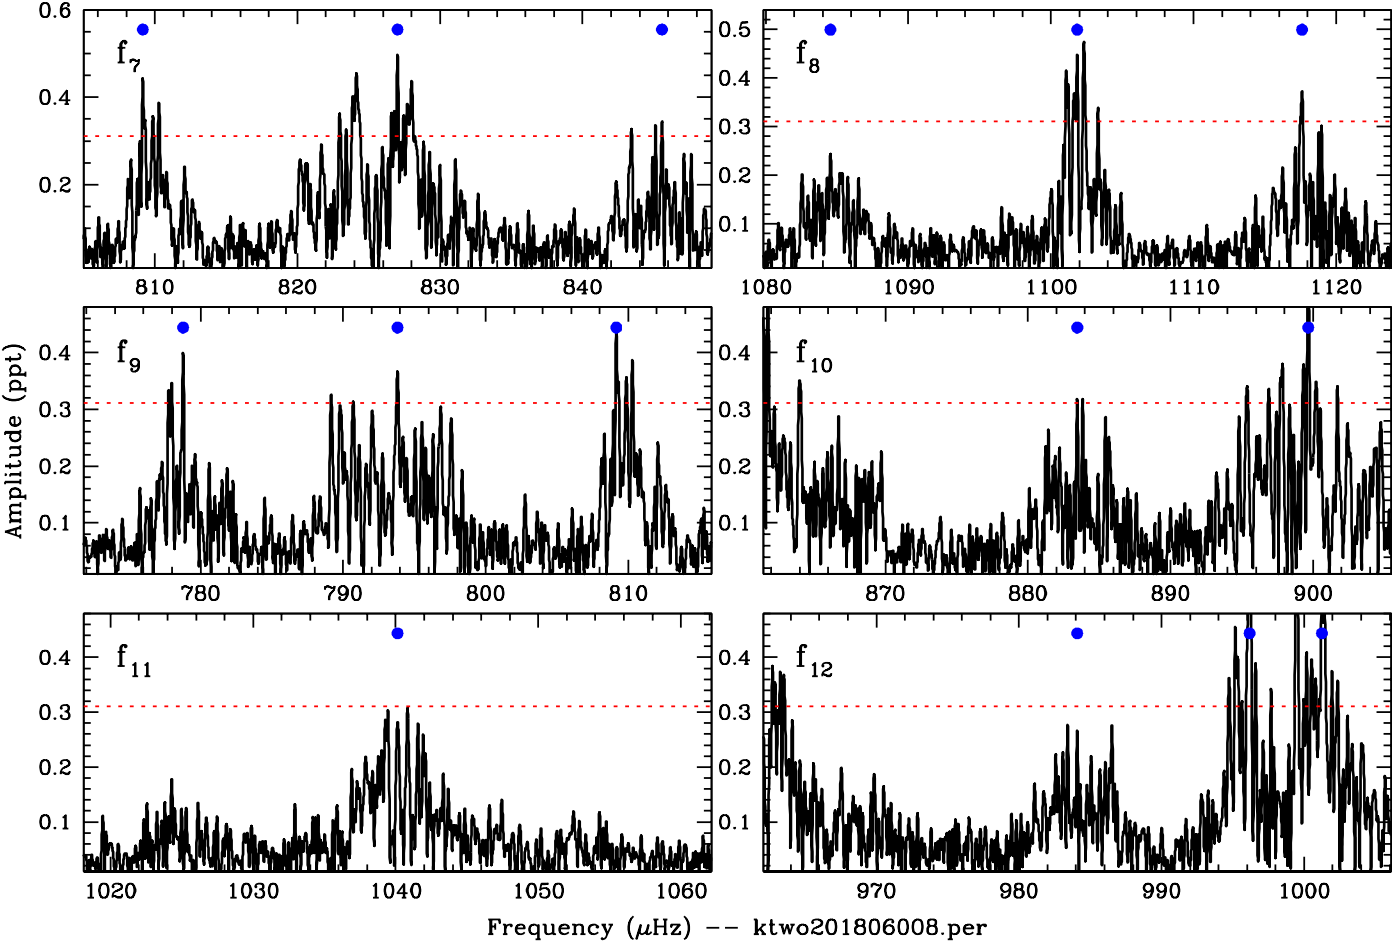 0.6
0.4
0.2
f7
810 820 830 840
0.5
0.4
0.3
0.2
0.1
f8
1080 1090 1100 1110 1120
0.4
0.3
0.2
0.1
f9
780 790 800 810
0.4
0.3
0.2
0.1
f10
870 880 890 900
0.4
0.3
0.2
0.1
f11
1020 1030 1040 1050 1060
0.4
0.3
0.2
0.1
f12
970 980 990 1000
Amplitude (ppt)
Frequency (μHz) -- ktwo201806008.per